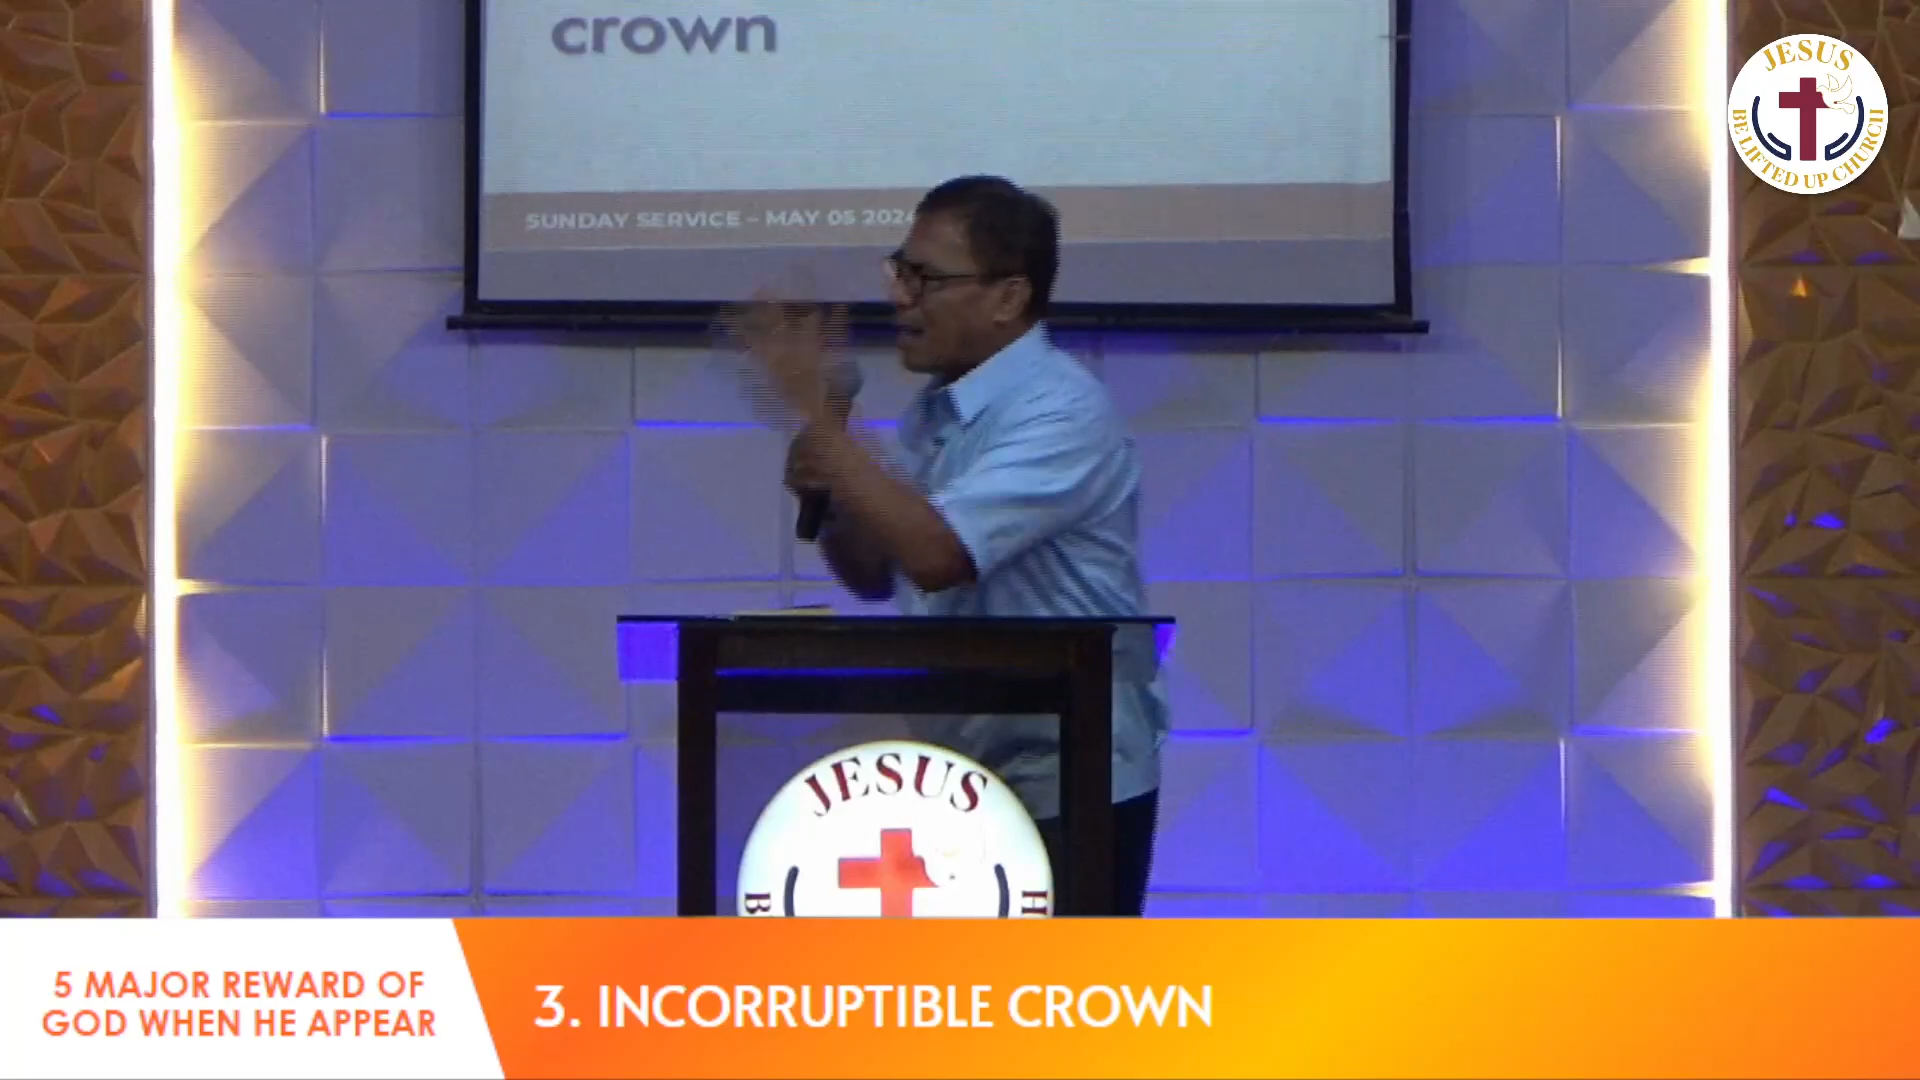 crown
SUNDAY SERVICE – MAY 05 2024
JESUS
BE LIFTED UP CHURCH
JESUS
B
H
5 MAJOR REWARD OF
GOD WHEN HE APPEAR
3. INCORRUPTIBLE CROWN